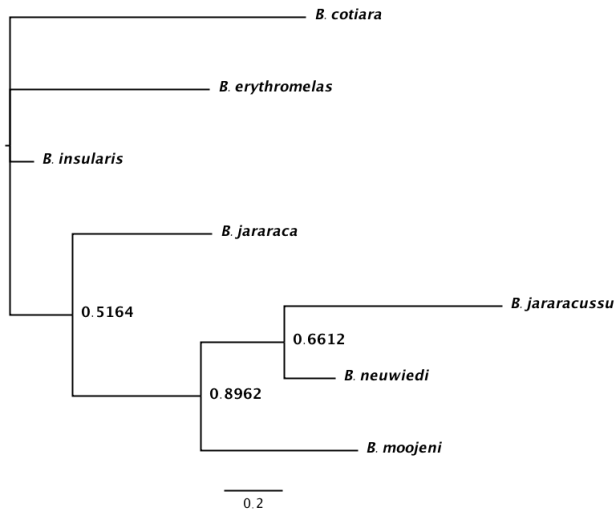 B. cotiara
B. erythromelas
B. insularis
B. jararaca
B. jararacussu
0.5164
0.6612
B. neuwiedi
0.8962
B. moojeni
0.2